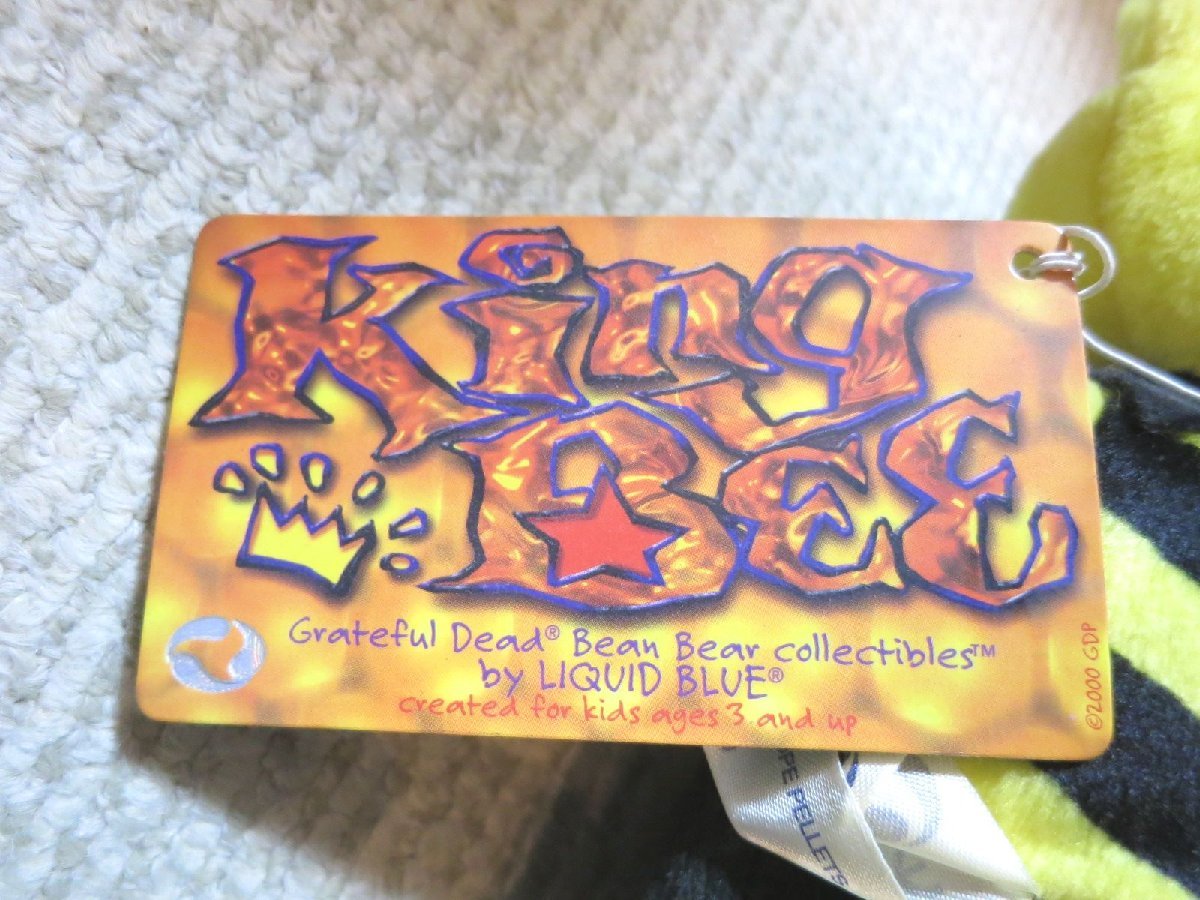 King
Bee
Grateful Dead® Bean Bear collectibles™
by LIQUID BLUE®
created for kids ages 3 and up
©2000 GDP
PELLETS